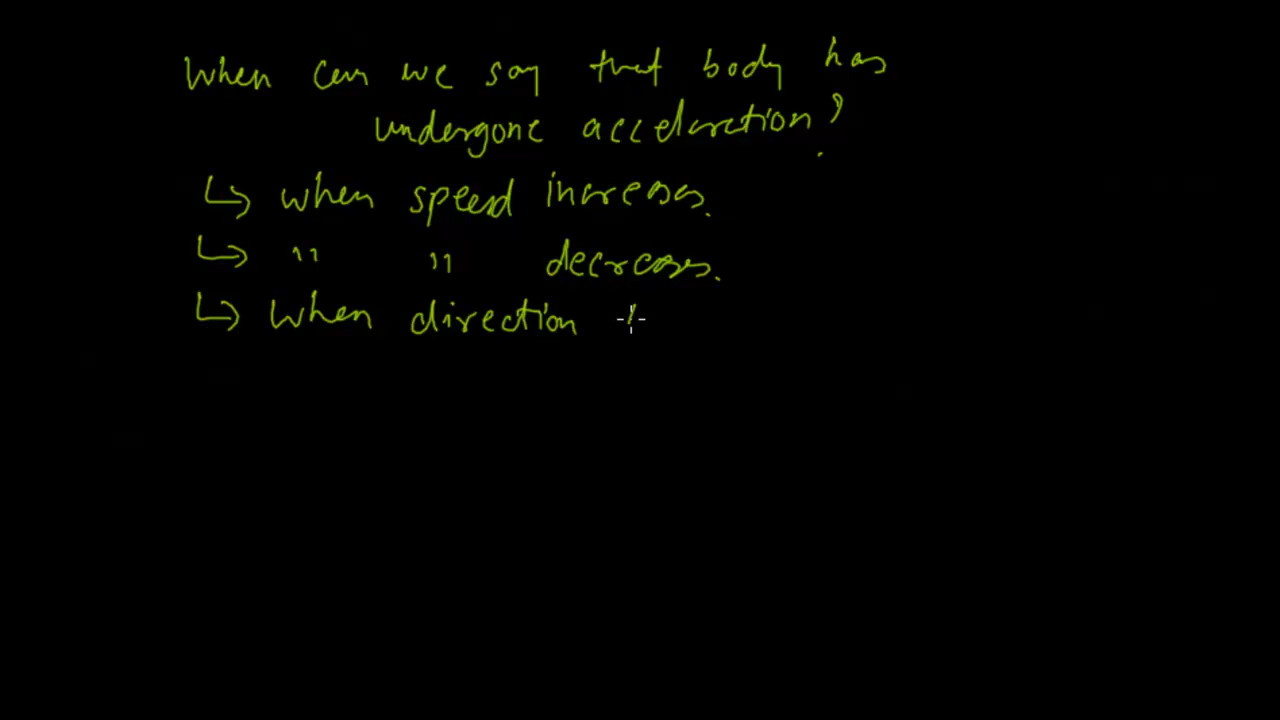 When can we say that body has
undergone acceleration?
↳ when speed increases.
↳ " " decreases.
↳ when direction